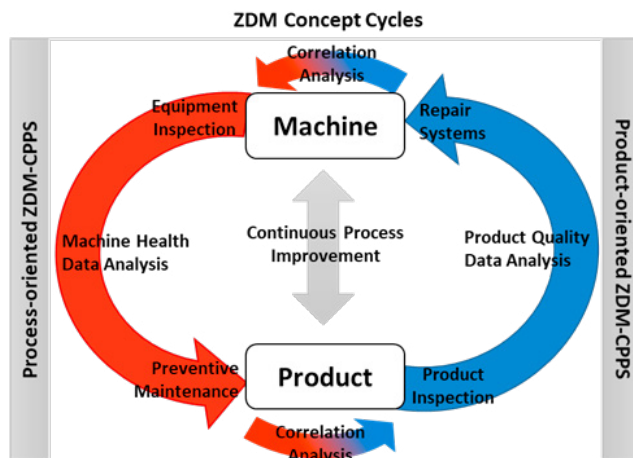 ZDM Concept Cycles
Correlation
Analysis
Equipment
Inspection
Machine
Repair
Systems
Process-oriented ZDM-CPPS
Machine Health
Data Analysis
Continuous Process
Improvement
Product Quality
Data Analysis
Product-oriented ZDM-CPPS
Preventive
Maintenance
Product
Product
Inspection
Correlation
Analysis